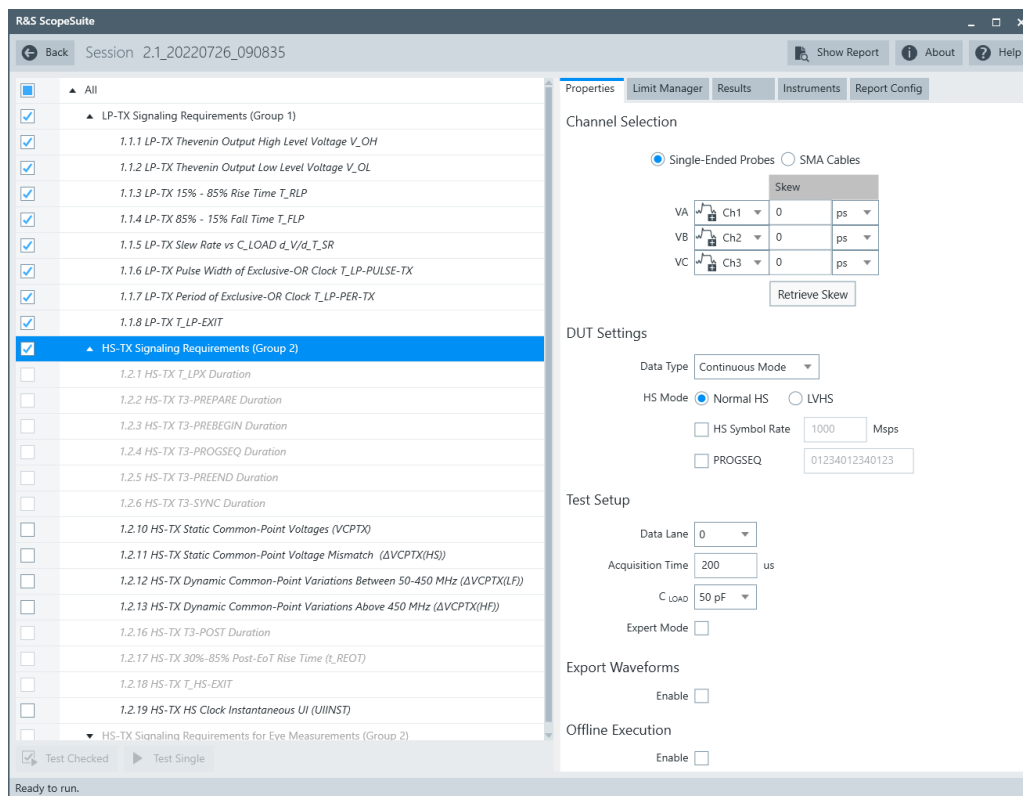 R&S ScopeSuite
Back Session 2.1_20220726_090835 Show Report About Help
All
LP-TX Signaling Requirements (Group 1)
1.1.1 LP-TX Thevenin Output High Level Voltage V_OH
1.1.2 LP-TX Thevenin Output Low Level Voltage V_OL
1.1.3 LP-TX 15% - 85% Rise Time T_RLP
1.1.4 LP-TX 85% - 15% Fall Time T_FLP
1.1.5 LP-TX Slew Rate vs C_LOAD d_V/d_T_SR
1.1.6 LP-TX Pulse Width of Exclusive-OR Clock T_LP-PULSE-TX
1.1.7 LP-TX Period of Exclusive-OR Clock T_LP-PER-TX
1.1.8 LP-TX T_LP-EXIT
HS-TX Signaling Requirements (Group 2)
1.2.1 HS-TX T_LPX Duration
1.2.2 HS-TX T3-PREPARE Duration
1.2.3 HS-TX T3-PREBEGIN Duration
1.2.4 HS-TX T3-PROGSEQ Duration
1.2.5 HS-TX T3-PREEND Duration
1.2.6 HS-TX T3-SYNC Duration
1.2.10 HS-TX Static Common-Point Voltages (VCPTX)
1.2.11 HS-TX Static Common-Point Voltage Mismatch (ΔVCPTX(HS))
1.2.12 HS-TX Dynamic Common-Point Variations Between 50-450 MHz (ΔVCPTX(LF))
1.2.13 HS-TX Dynamic Common-Point Variations Above 450 MHz (ΔVCPTX(HF))
1.2.16 HS-TX T3-POST Duration
1.2.17 HS-TX 30%-85% Post-EoT Rise Time (t_REOT)
1.2.18 HS-TX T_HS-EXIT
1.2.19 HS-TX HS Clock Instantaneous UI (UIINST)
HS-TX Signaling Requirements for Eye Measurements (Group 2)
Test Checked Test Single
Properties Limit Manager Results Instruments Report Config
Channel Selection
Single-Ended Probes SMA Cables
Skew
VA Ch1 0 ps
VB Ch2 0 ps
VC Ch3 0 ps
Retrieve Skew
DUT Settings
Data Type Continuous Mode
HS Mode Normal HS LVHS
HS Symbol Rate 1000 Msps
PROGSEQ 01234012340123
Test Setup
Data Lane 0
Acquisition Time 200 us
C LOAD 50 pF
Expert Mode
Export Waveforms
Enable
Offline Execution
Enable
Ready to run.